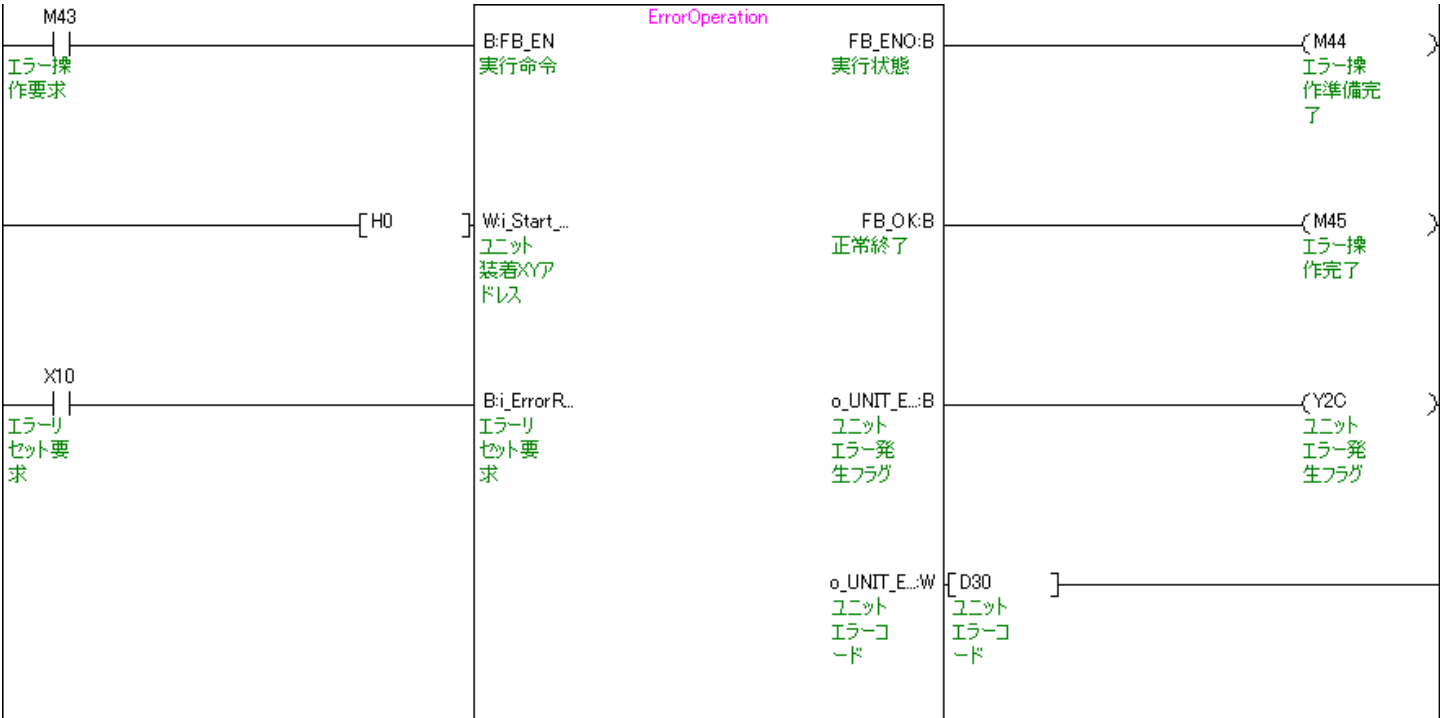 M43
ErrorOperation
B:FB_EN
FB_ENO:B
M44
エラー操
作要求
実行命令
実行状態
エラー操
作準備完
了
H0
W:i_Start_...
FB_OK:B
M45
ユニット
装着XYア
ドレス
正常終了
エラー操
作完了
X10
B:i_ErrorR...
o_UNIT_E...:B
Y2C
エラーリ
セット要
求
エラーリ
セット要
求
ユニット
エラー発
生フラグ
ユニット
エラー発
生フラグ
o_UNIT_E...:W
D30
ユニット
エラーコ
ード
ユニット
エラーコ
ード